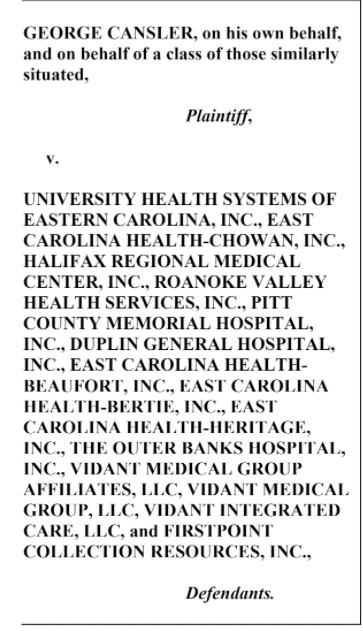 GEORGE CANSLER, on his own behalf,
and on behalf of a class of those similarly
situated,
Plaintiff,
v.
UNIVERSITY HEALTH SYSTEMS OF
EASTERN CAROLINA, INC., EAST
CAROLINA HEALTH-CHOWAN, INC.,
HALIFAX REGIONAL MEDICAL
CENTER, INC., ROANOKE VALLEY
HEALTH SERVICES, INC., PITT
COUNTY MEMORIAL HOSPITAL,
INC., DUPLIN GENERAL HOSPITAL,
INC., EAST CAROLINA HEALTH-
BEAUFORT, INC., EAST CAROLINA
HEALTH-BERTIE, INC., EAST
CAROLINA HEALTH-HERITAGE,
INC., THE OUTER BANKS HOSPITAL,
INC., VIDANT MEDICAL GROUP
AFFILIATES, LLC, VIDANT MEDICAL
GROUP, LLC, VIDANT INTEGRATED
CARE, LLC, and FIRSTPOINT
COLLECTION RESOURCES, INC.,
Defendants.